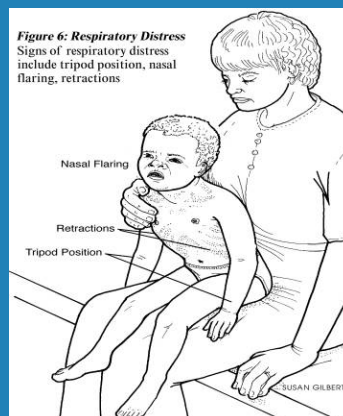 Figure 6: Respiratory Distress
Signs of respiratory distress
include tripod position, nasal
flaring, retractions
Nasal Flaring
Retractions
Tripod Position
SUSAN GILBERT